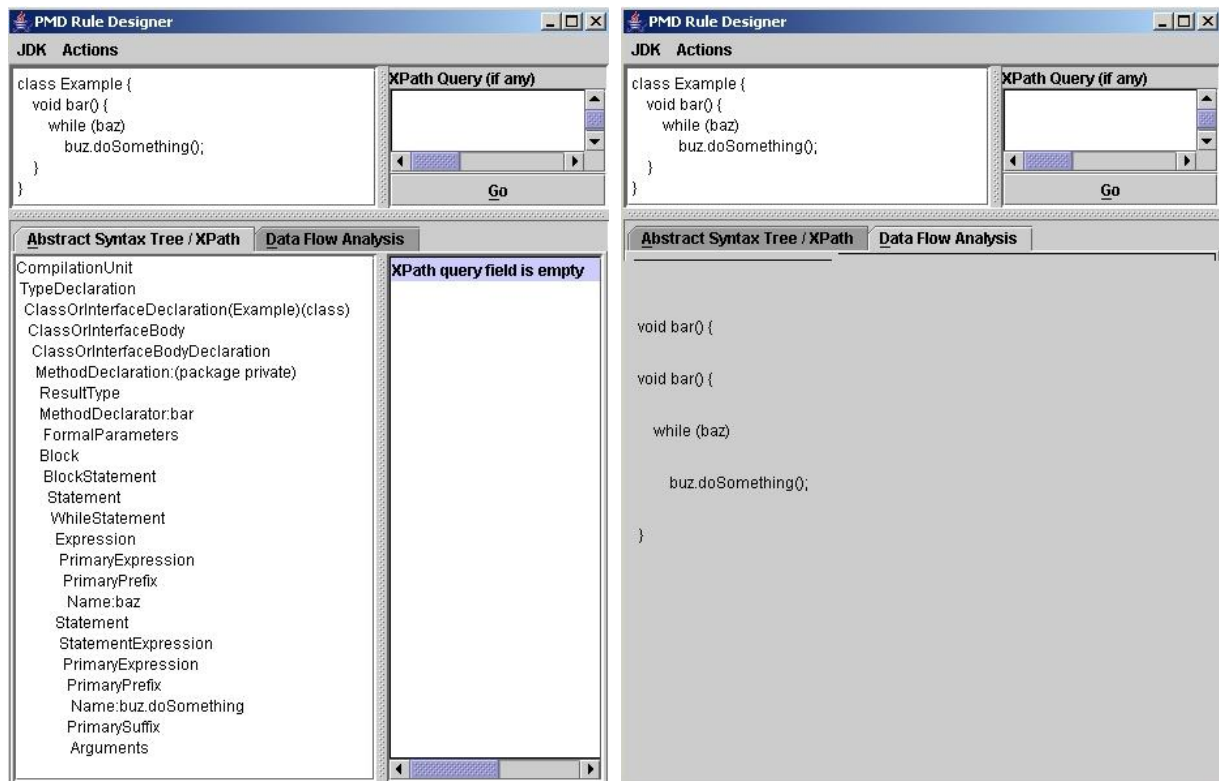 PMD Rule Designer
JDK Actions
class Example {
void bar() {
while (baz)
buz.doSomething();
}
}
XPath Query (if any)
Go
Abstract Syntax Tree / XPath
Data Flow Analysis
CompilationUnit
TypeDeclaration
ClassOrInterfaceDeclaration(Example)(class)
ClassOrInterfaceBody
ClassOrInterfaceBodyDeclaration
MethodDeclaration:(package private)
ResultType
MethodDeclarator:bar
FormalParameters
Block
BlockStatement
Statement
WhileStatement
Expression
PrimaryExpression
PrimaryPrefix
Name:baz
Statement
StatementExpression
PrimaryExpression
PrimaryPrefix
Name:buz.doSomething
PrimarySuffix
Arguments
XPath query field is empty
PMD Rule Designer
JDK Actions
class Example {
void bar() {
while (baz)
buz.doSomething();
}
}
XPath Query (if any)
Go
Abstract Syntax Tree / XPath
Data Flow Analysis
void bar() {
void bar() {
while (baz)
buz.doSomething();
}